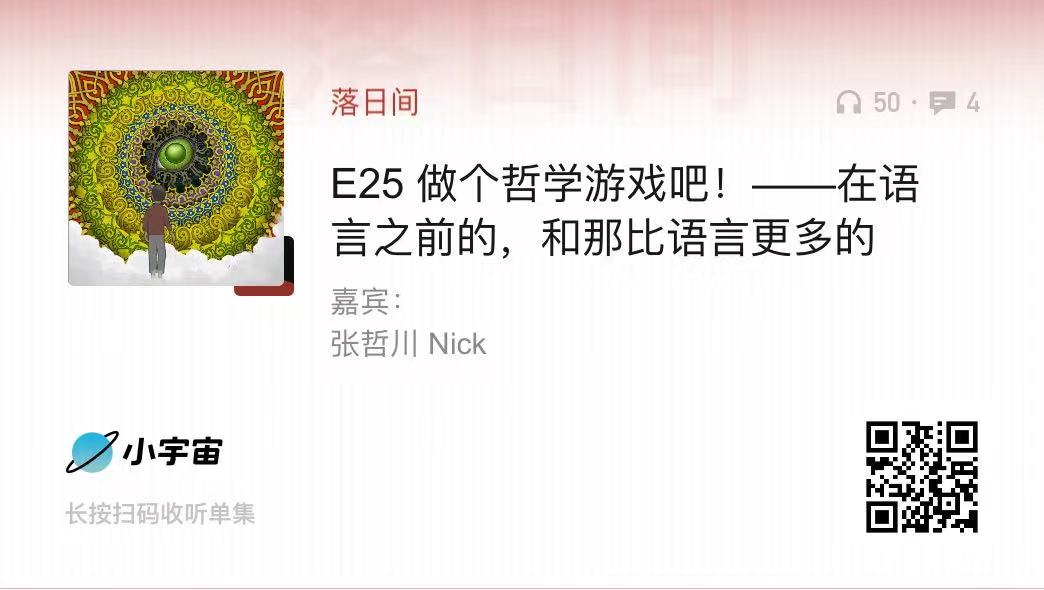 落日间
50 · 4
E25 做个哲学游戏吧！——在语
言之前的，和那比语言更多的
嘉宾：
张哲川 Nick
小宇宙
长按扫码收听单集